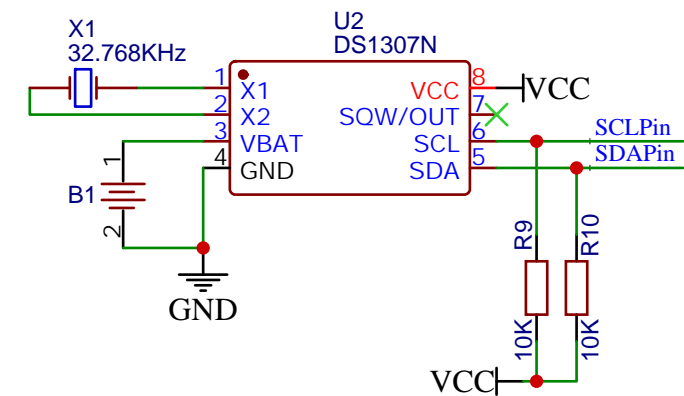 X1
32.768KHz
U2
DS1307N
1
X1
2
X2
3
VBAT
4
GND
VCC
8
VCC
SQW/OUT
7
SCL
6
SCLPin
SDA
5
SDAPin
B1
1
2
GND
R9
10K
R10
10K
VCC